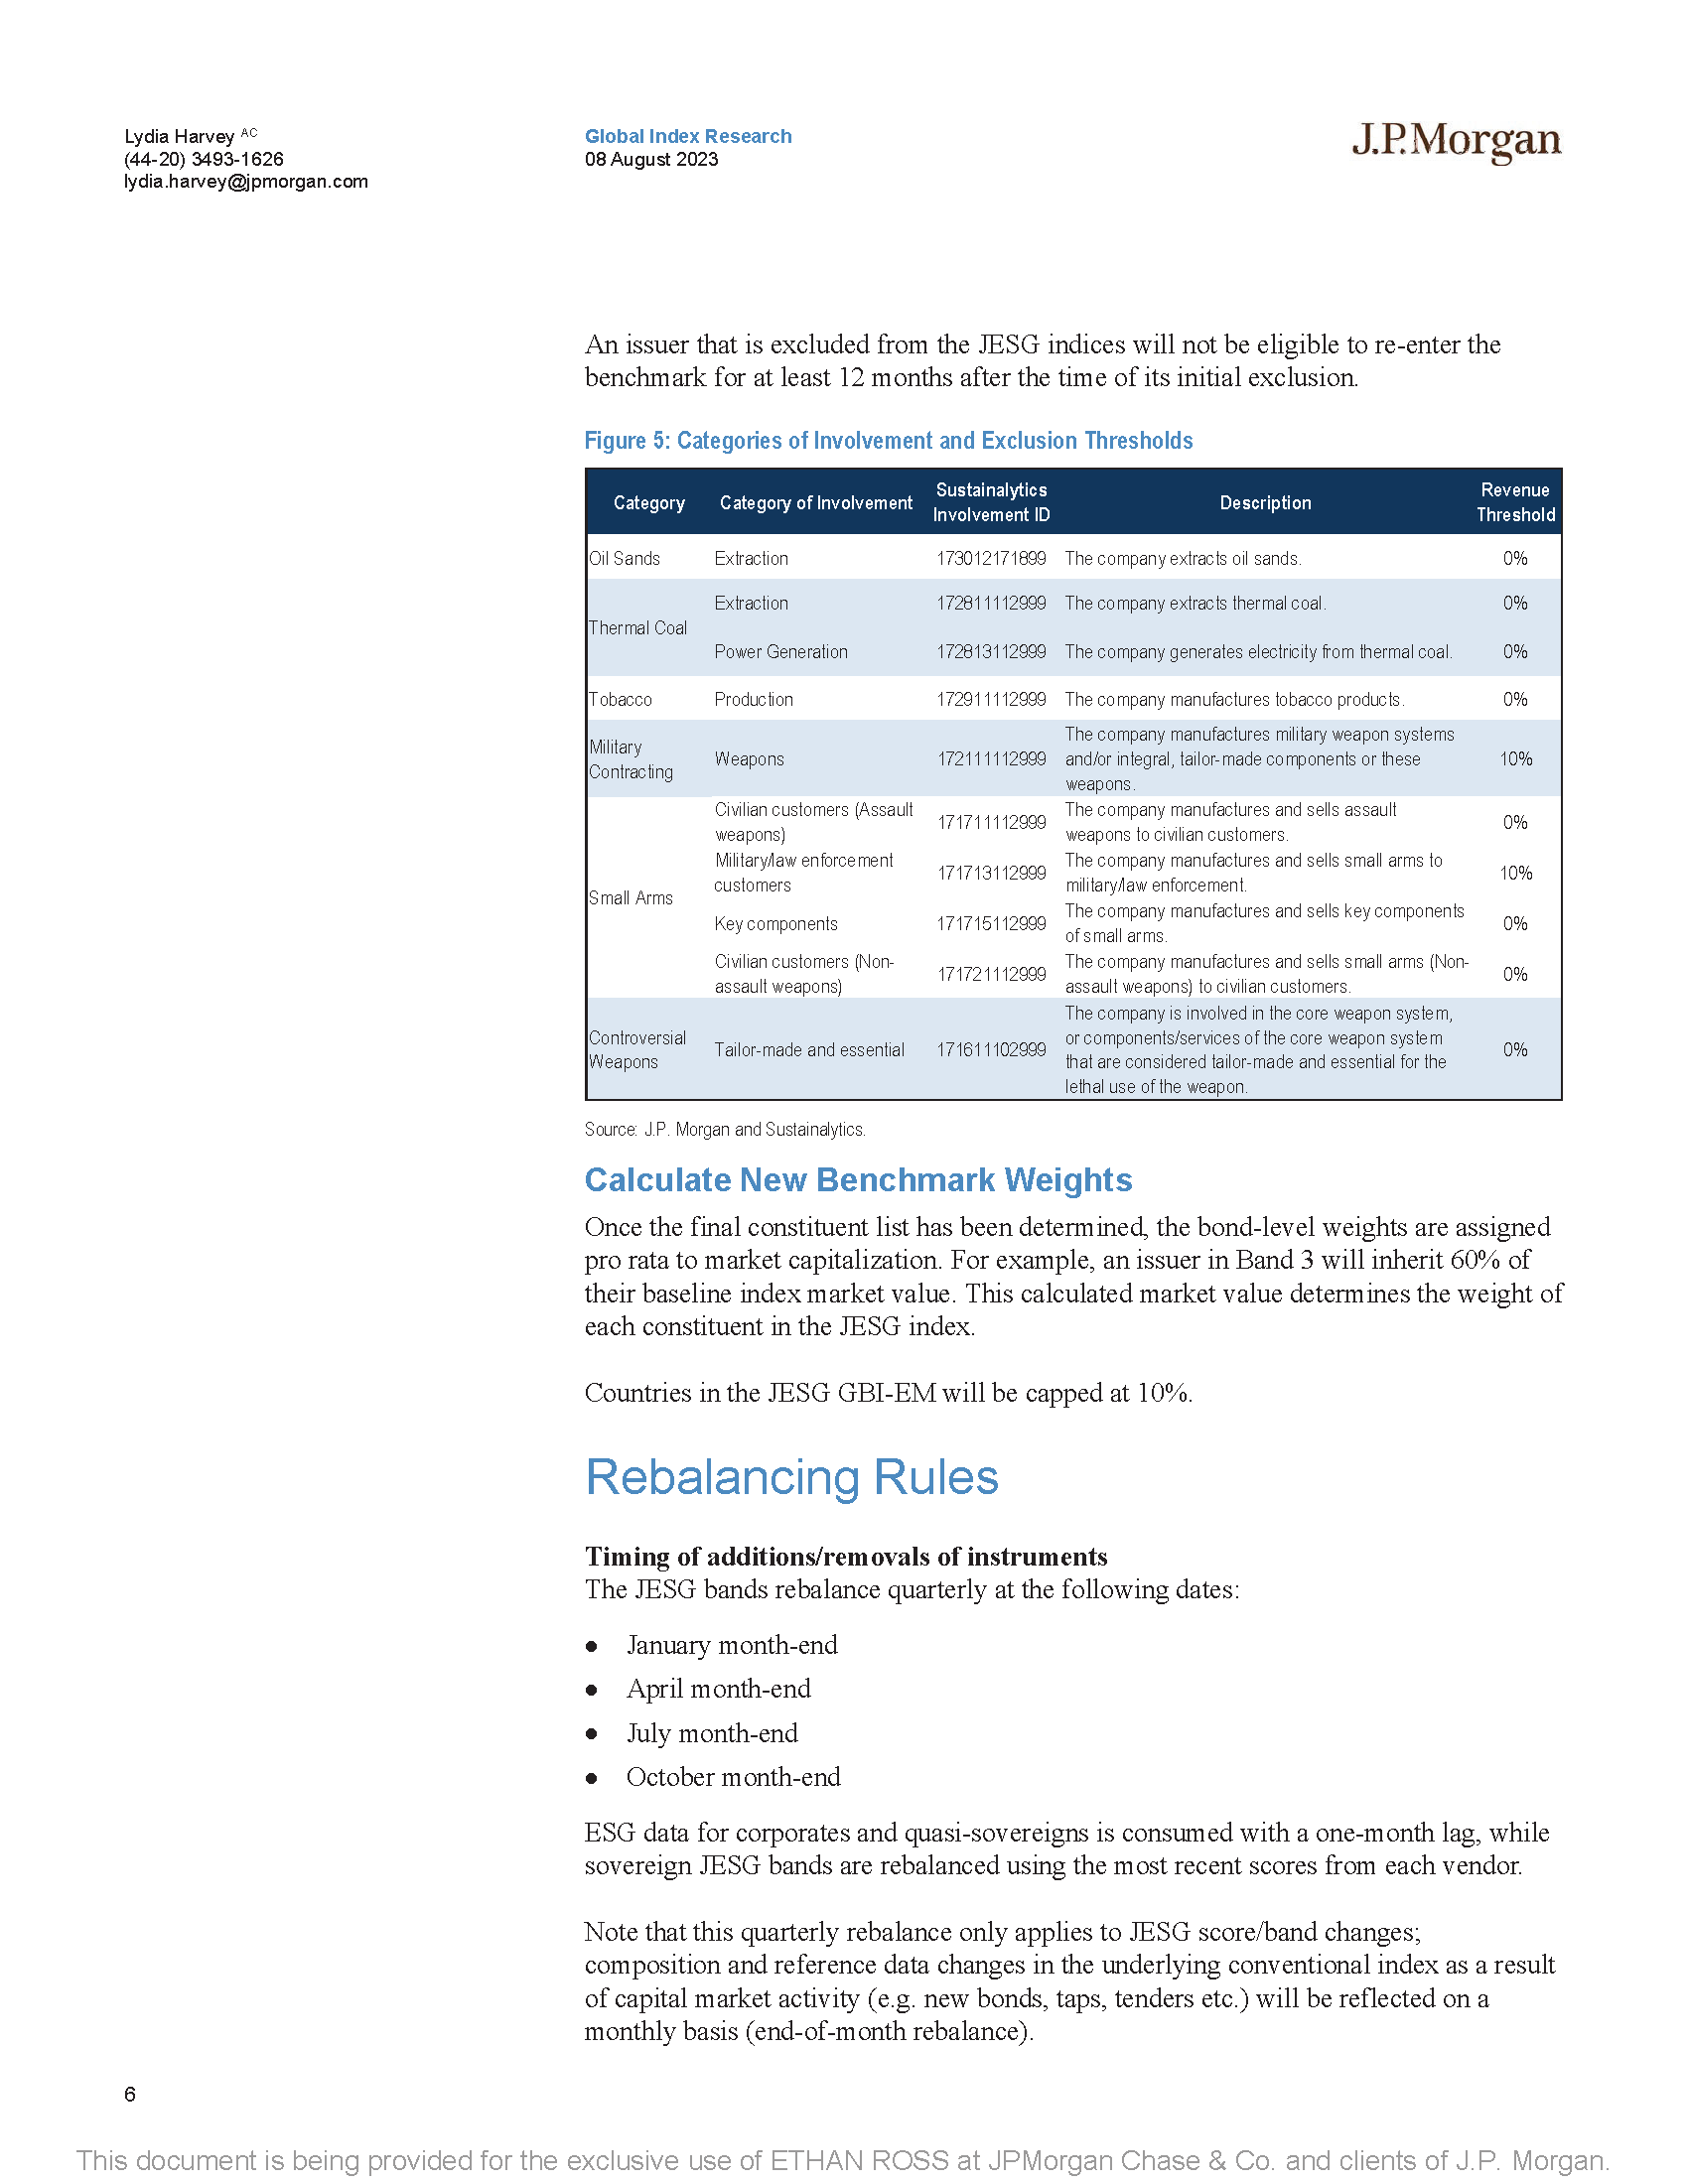 Lydia Harvey AC
(44-20) 3493-1626
lydia.harvey@jpmorgan.com
Global Index Research
08 August 2023
J.P.Morgan
An issuer that is excluded from the JESG indices will not be eligible to re-enter the
benchmark for at least 12 months after the time of its initial exclusion.
Figure 5: Categories of Involvement and Exclusion Thresholds
Category Category of Involvement Sustainalytics Involvement ID Description Revenue Threshold
Oil Sands Extraction 173012171899 The company extracts oil sands. 0%
Thermal Coal
Extraction 172811112999 The company extracts thermal coal. 0%
Power Generation 172813112999 The company generates electricity from thermal coal. 0%
Tobacco Production 172911112999 The company manufactures tobacco products. 0%
Military
Contracting
Weapons 172111112999
The company manufactures military weapon systems
and/or integral, tailor-made components or these
weapons.
10%
Small Arms
Civilian customers (Assault
weapons)
171711112999
The company manufactures and sells assault
weapons to civilian customers.
0%
Military/law enforcement
customers
171713112999
The company manufactures and sells small arms to
military/law enforcement.
10%
Key components 171715112999
The company manufactures and sells key components
of small arms.
0%
Civilian customers (Non-
assault weapons)
171721112999
The company manufactures and sells small arms (Non-
assault weapons) to civilian customers.
0%
Controversial
Weapons
Tailor-made and essential 171611102999
The company is involved in the core weapon system,
or components/services of the core weapon system
that are considered tailor-made and essential for the
lethal use of the weapon.
0%
Source: J.P. Morgan and Sustainalytics.
Calculate New Benchmark Weights
Once the final constituent list has been determined, the bond-level weights are assigned
pro rata to market capitalization. For example, an issuer in Band 3 will inherit 60% of
their baseline index market value. This calculated market value determines the weight of
each constituent in the JESG index.
Countries in the JESG GBI-EM will be capped at 10%.
Rebalancing Rules
Timing of additions/removals of instruments
The JESG bands rebalance quarterly at the following dates:
● January month-end
● April month-end
● July month-end
● October month-end
ESG data for corporates and quasi-sovereigns is consumed with a one-month lag, while
sovereign JESG bands are rebalanced using the most recent scores from each vendor.
Note that this quarterly rebalance only applies to JESG score/band changes;
composition and reference data changes in the underlying conventional index as a result
of capital market activity (e.g. new bonds, taps, tenders etc.) will be reflected on a
monthly basis (end-of-month rebalance).
6
This document is being provided for the exclusive use of ETHAN ROSS at JPMorgan Chase & Co. and clients of J.P. Morgan.